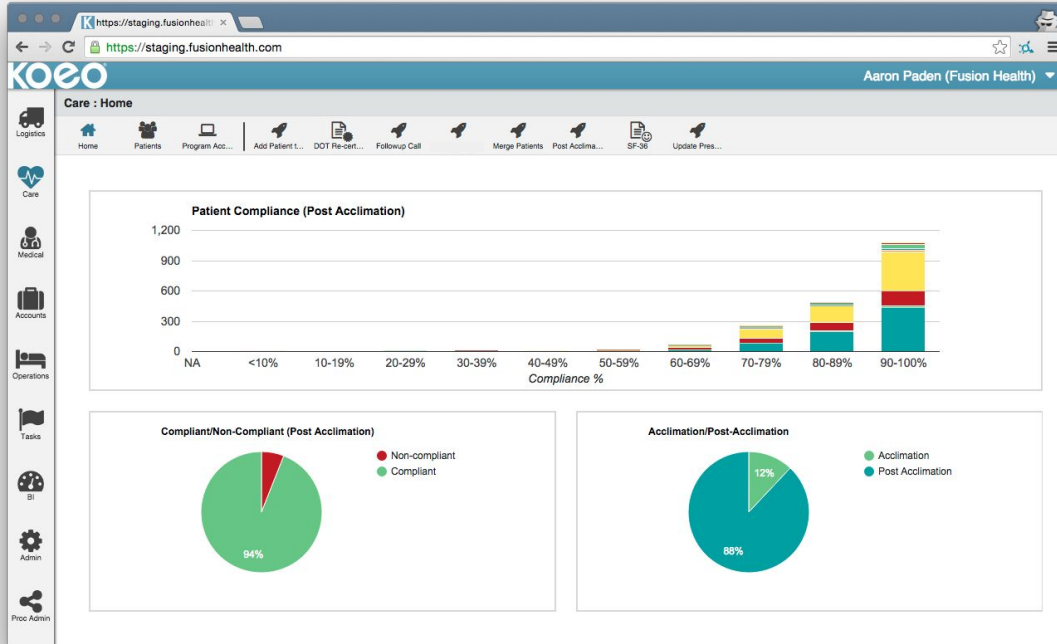 https://staging.fusionhealth
https://staging.fusionhealth.com
KOEO
Aaron Paden (Fusion Health)
Care : Home
Home
Patients
Program Acc...
Add Patient t...
DOT Re-cert...
Followup Call
Merge Patients
Post Acclima...
SF-36
Update Pres...
Logistics
Care
Medical
Accounts
Operations
Tasks
BI
Admin
Proc Admin
Patient Compliance (Post Acclimation)
1,200
900
600
300
0
NA <10% 10-19% 20-29% 30-39% 40-49% 50-59% 60-69% 70-79% 80-89% 90-100%
Compliance %
Compliant/Non-Compliant (Post Acclimation)
Non-compliant
Compliant
94%
Acclimation/Post-Acclimation
Acclimation
Post Acclimation
12%
88%